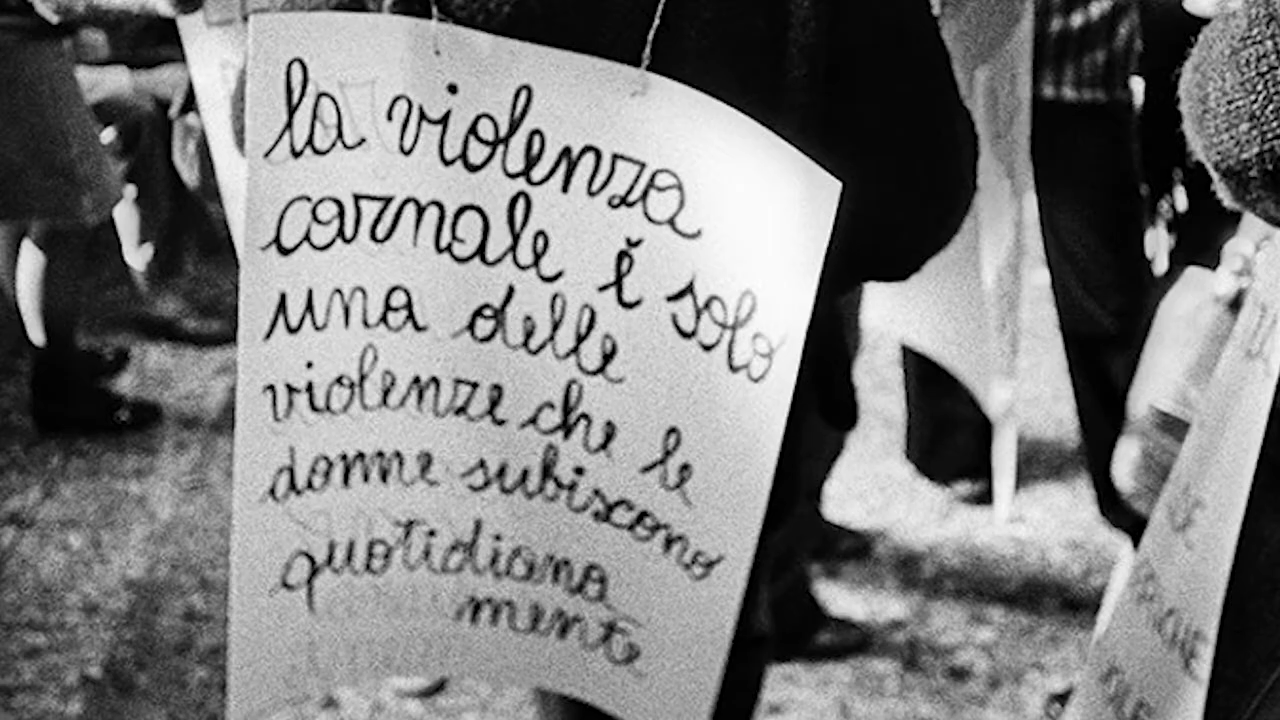 la violenza
carnale è solo
una delle
violenze che le
donne subiscono
quotidiana
mente